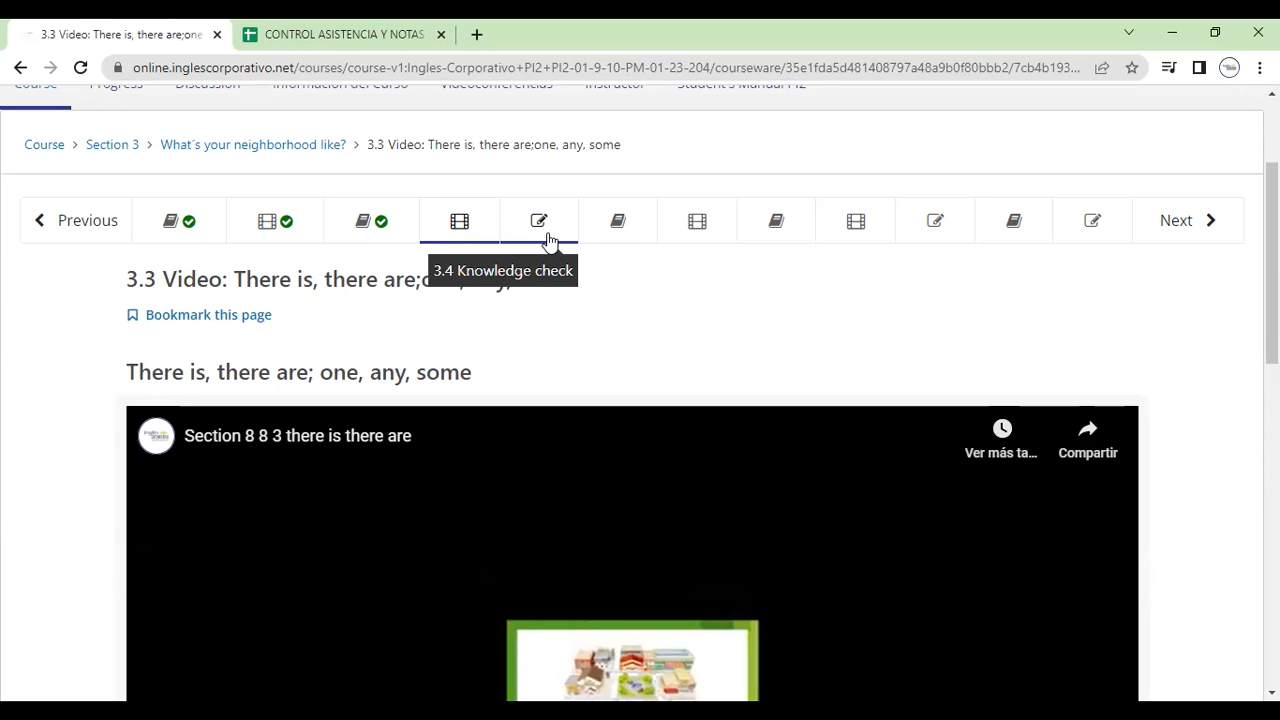 3.3 Video: There is, there are;one
CONTROL ASISTENCIA Y NOTAS
online.inglescorporativo.net/courses/course-v1:Ingles-Corporativo+PI2+PI2-01-9-10-PM-01-23-204/courseware/35e1fda5d481408797a48a9b0f80bbb2/7cb4b193...
Course Progress Discussion Información del Curso Videoconferencias Instructor Student's Manual PI2
Course > Section 3 > What´s your neighborhood like? > 3.3 Video: There is, there are;one, any, some
Previous
Next
3.4 Knowledge check
3.3 Video: There is, there are;
Bookmark this page
There is, there are; one, any, some
Section 8 8 3 there is there are
Ver más ta...
Compartir